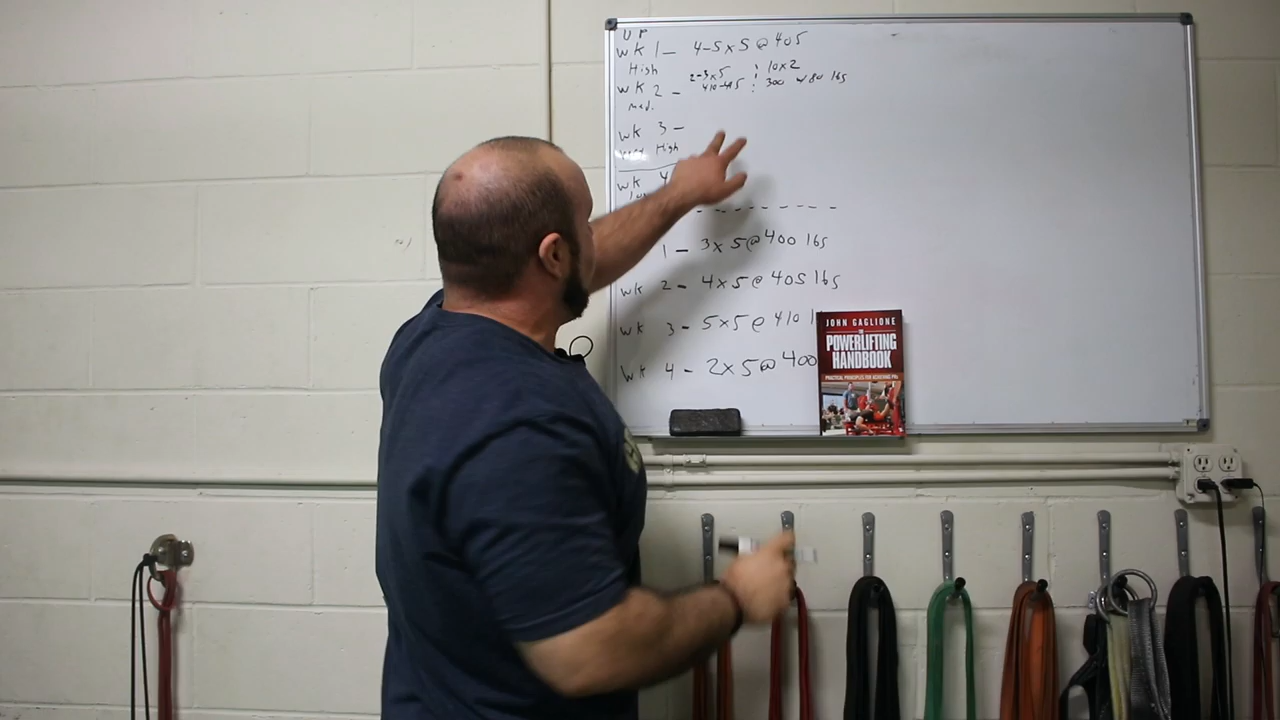 UP
wk 1- 4-5x5@405
High
2-3x5 10x2
wk 2 - 410-415 300 w 80 lbs
med.
wk 3 -
High
wk 4
1 - 3x5@400 lbs
wk 2 - 4x5@405 lbs
wk 3 - 5x5@410
wk 4 - 2x5@400
JOHN GAGLIONE
THE
POWERLIFTING
HANDBOOK
PRACTICAL PRINCIPLES FOR ACHIEVING PRs